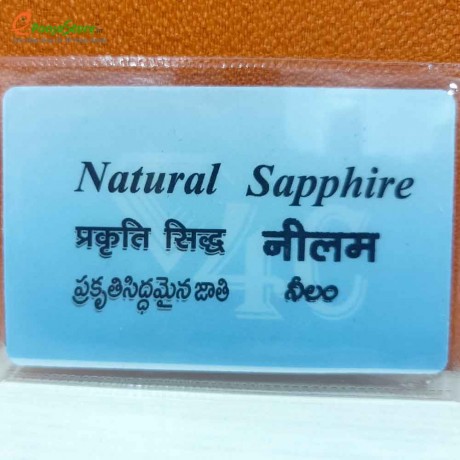 Natural Sapphire
प्रकृति सिद्ध नीलम
ప్రకృతిసిద్ధమైన జాతి నీలం